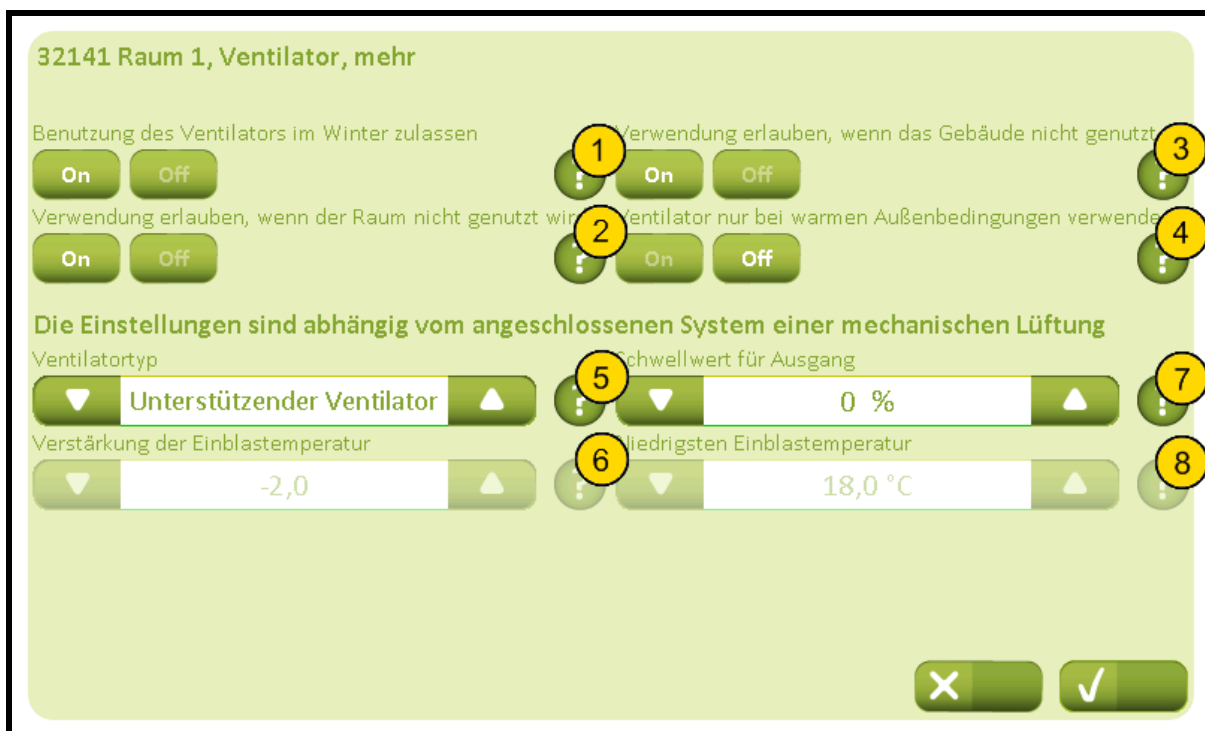 32141 Raum 1, Ventilator, mehr
Benutzung des Ventilators im Winter zulassen
1
Verwendung erlauben, wenn das Gebäude nicht genutzt
3
On Off ? On Off ?
Verwendung erlauben, wenn der Raum nicht genutzt wird
2
Ventilator nur bei warmen Außenbedingungen verwende
4
On Off ? On Off ?
Die Einstellungen sind abhängig vom angeschlossenen System einer mechanischen Lüftung
Ventilatortyp
5
Schwellwert für Ausgang
7
Unterstützender Ventilator ? 0 % ?
Verstärkung der Einblastemperatur
6
Niedrigsten Einblastemperatur
8
-2,0 ? 18,0 °C ?